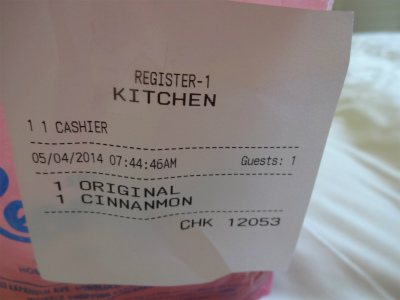 REGISTER-1
KITCHEN
1 1 CASHIER
05/04/2014 07:44:46AM Guests: 1
1 ORIGINAL
1 CINNANMON
CHK 12053